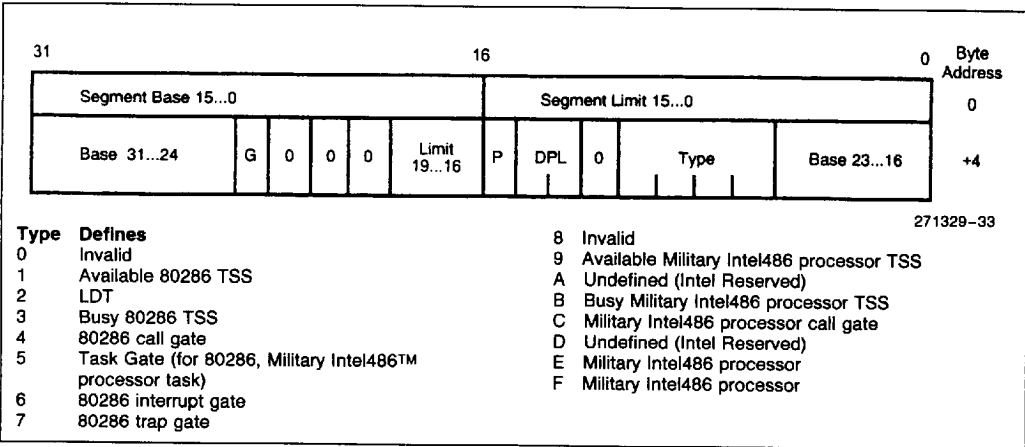 31 16 0 Byte Address
Segment Base 15...0 Segment Limit 15...0 0
Base 31...24 G 0 0 0 Limit 19...16 P DPL 0 Type Base 23...16 +4
271329-33
Type Defines
0 Invalid
1 Available 80286 TSS
2 LDT
3 Busy 80286 TSS
4 80286 call gate
5 Task Gate (for 80286, Military Intel486™
processor task)
6 80286 interrupt gate
7 80286 trap gate
8 Invalid
9 Available Military Intel486 processor TSS
A Undefined (Intel Reserved)
B Busy Military Intel486 processor TSS
C Military Intel486 processor call gate
D Undefined (Intel Reserved)
E Military Intel486 processor
F Military Intel486 processor